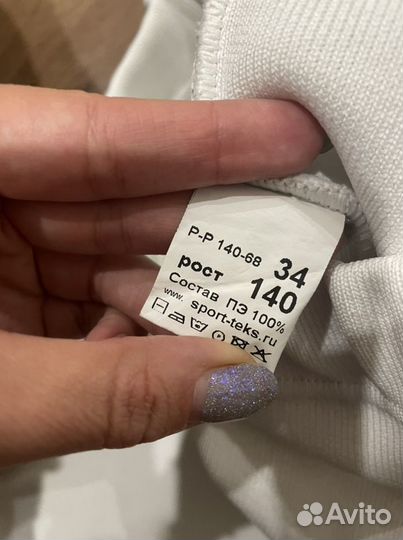 Р-Р 140-68 34
рост 140
Состав ПЭ 100%
www. sport-teks.ru
Avito